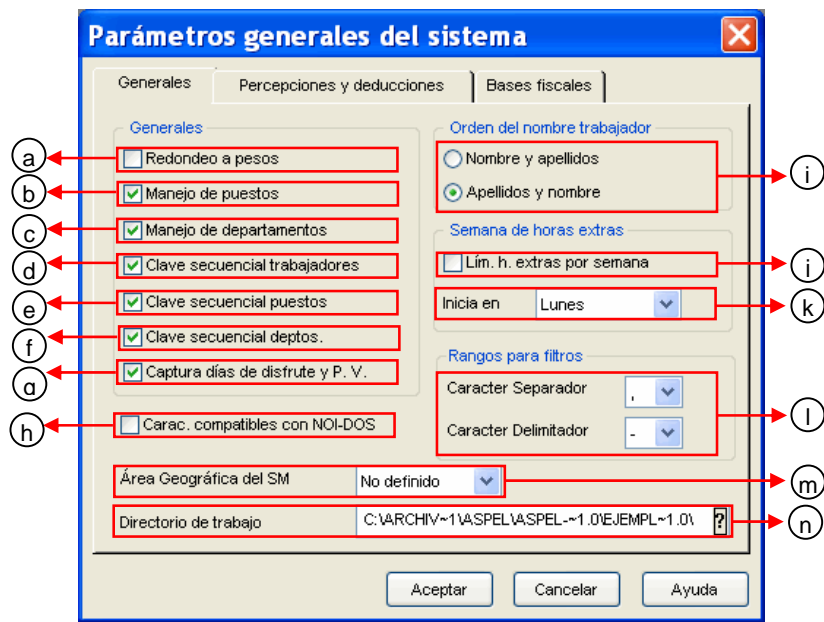 Parámetros generales del sistema
Generales
Percepciones y deducciones
Bases fiscales
Generales
a
Redondeo a pesos
b
Manejo de puestos
c
Manejo de departamentos
d
Clave secuencial trabajadores
e
Clave secuencial puestos
f
Clave secuencial deptos.
g
Captura días de disfrute y P. V.
h
Carac. compatibles con NOI-DOS
Orden del nombre trabajador
Nombre y apellidos
Apellidos y nombre
i
Semana de horas extras
Lím. h. extras por semana
j
Inicia en Lunes
k
Rangos para filtros
Caracter Separador ,
Caracter Delimitador -
l
Área Geográfica del SM No definido
m
Directorio de trabajo C:\ARCHIV~1\ASPEL\ASPEL-~1.0\EJEMPL~1.0\ ?
n
Aceptar
Cancelar
Ayuda